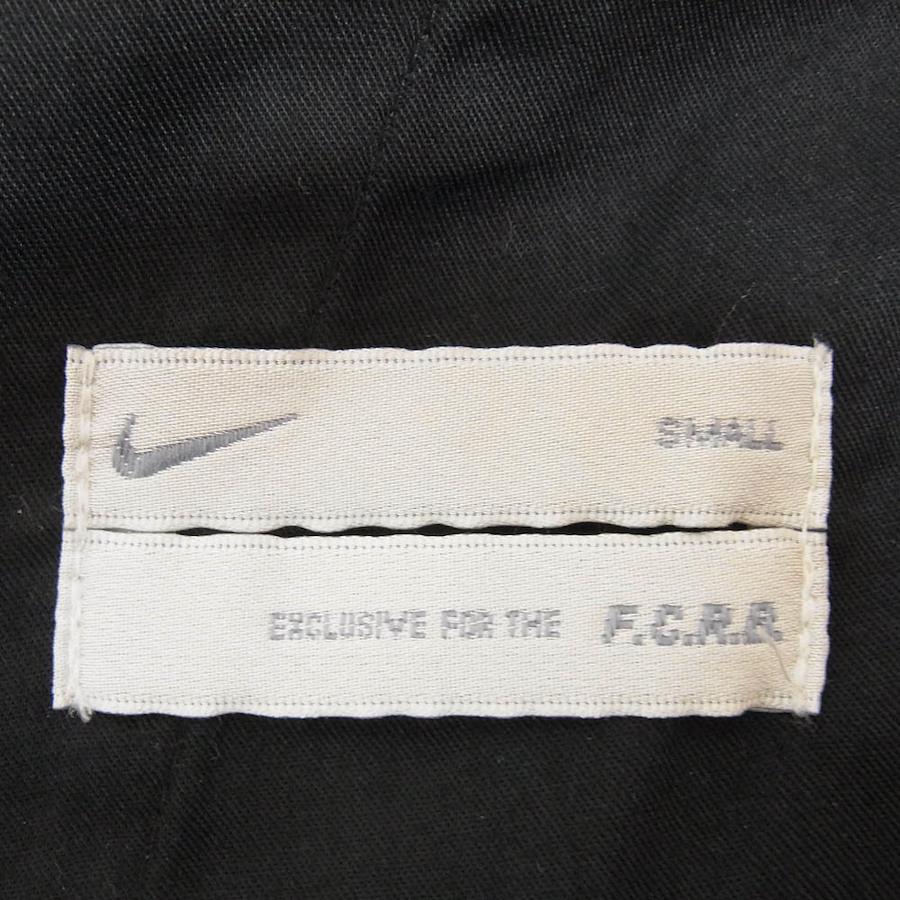 SMALL
EXCLUSIVE FOR THE F.C.R.B.